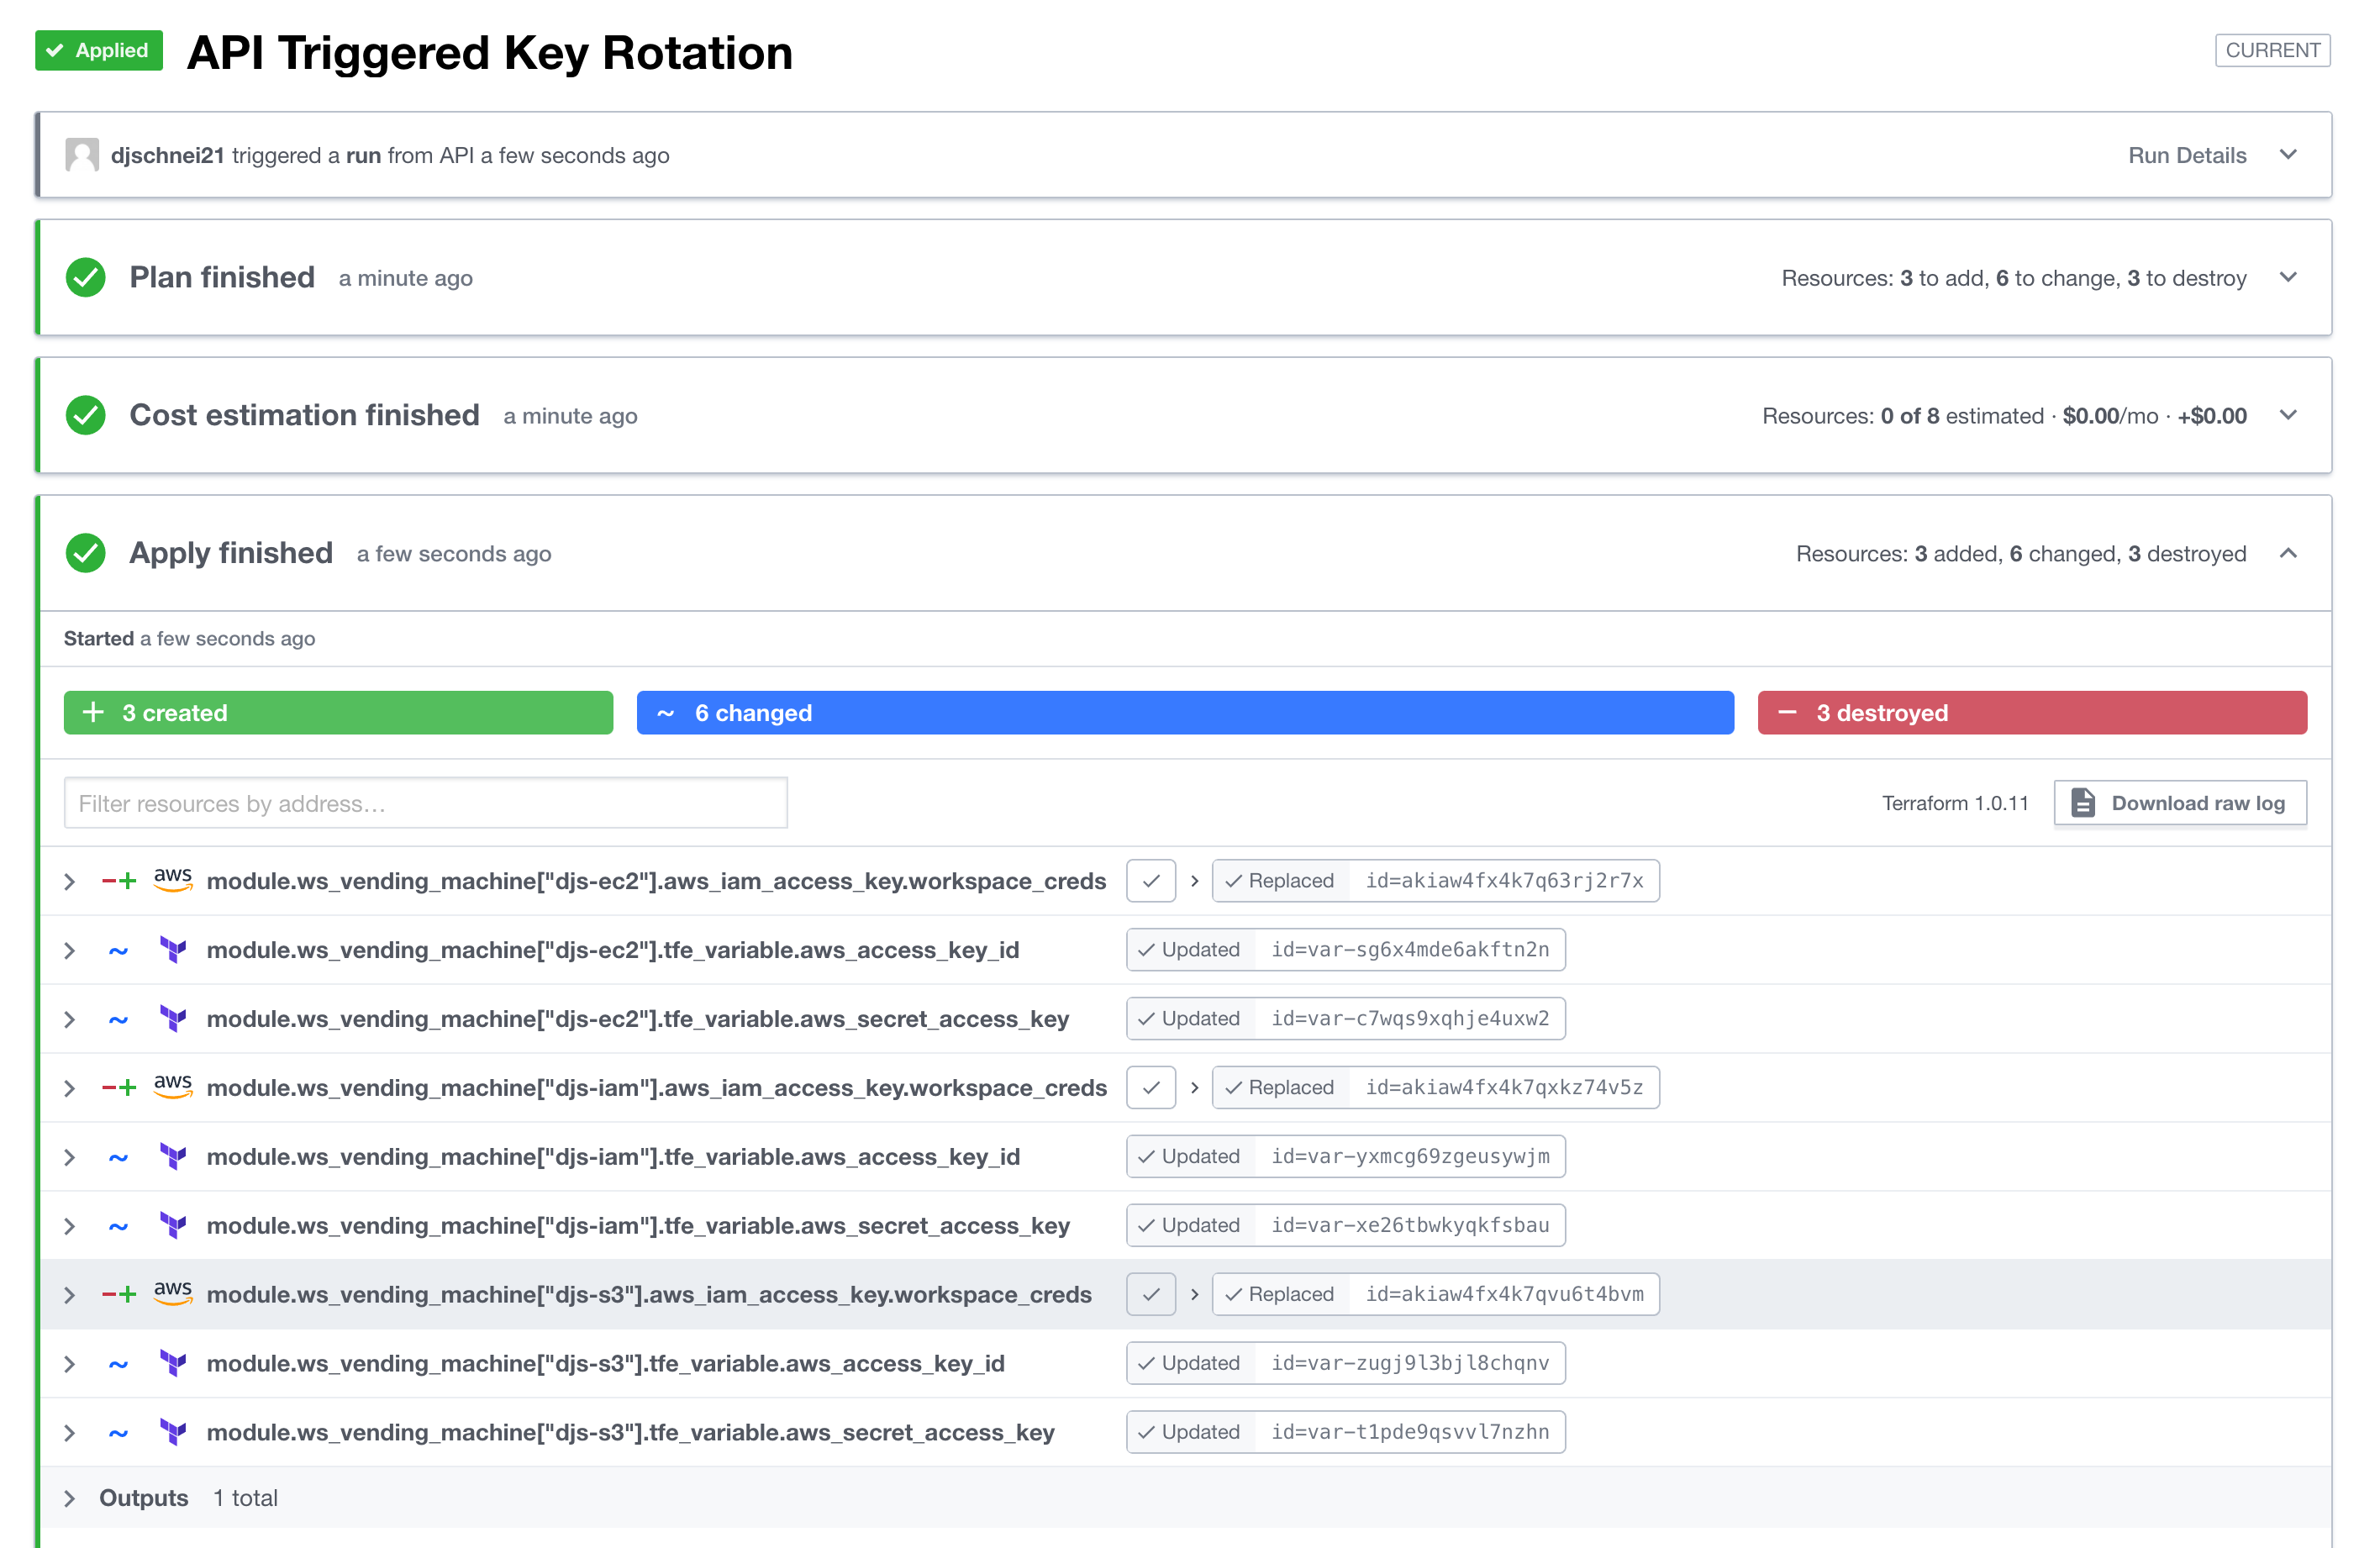 Applied API Triggered Key Rotation CURRENT
djschnei21 triggered a run from API a few seconds ago Run Details
Plan finished a minute ago Resources: 3 to add, 6 to change, 3 to destroy
Cost estimation finished a minute ago Resources: 0 of 8 estimated · $0.00/mo · +$0.00
Apply finished a few seconds ago Resources: 3 added, 6 changed, 3 destroyed
Started a few seconds ago
+ 3 created ~ 6 changed − 3 destroyed
Filter resources by address… Terraform 1.0.11 Download raw log
−+ aws module.ws_vending_machine["djs-ec2"].aws_iam_access_key.workspace_creds Replaced id=akiaw4fx4k7q63rj2r7x
~ module.ws_vending_machine["djs-ec2"].tfe_variable.aws_access_key_id Updated id=var-sg6x4mde6akftn2n
~ module.ws_vending_machine["djs-ec2"].tfe_variable.aws_secret_access_key Updated id=var-c7wqs9xqhje4uxw2
−+ aws module.ws_vending_machine["djs-iam"].aws_iam_access_key.workspace_creds Replaced id=akiaw4fx4k7qxkz74v5z
~ module.ws_vending_machine["djs-iam"].tfe_variable.aws_access_key_id Updated id=var-yxmcg69zgeusywjm
~ module.ws_vending_machine["djs-iam"].tfe_variable.aws_secret_access_key Updated id=var-xe26tbwkyqkfsbau
−+ aws module.ws_vending_machine["djs-s3"].aws_iam_access_key.workspace_creds Replaced id=akiaw4fx4k7qvu6t4bvm
~ module.ws_vending_machine["djs-s3"].tfe_variable.aws_access_key_id Updated id=var-zugj9l3bjl8chqnv
~ module.ws_vending_machine["djs-s3"].tfe_variable.aws_secret_access_key Updated id=var-t1pde9qsvvl7nzhn
Outputs 1 total